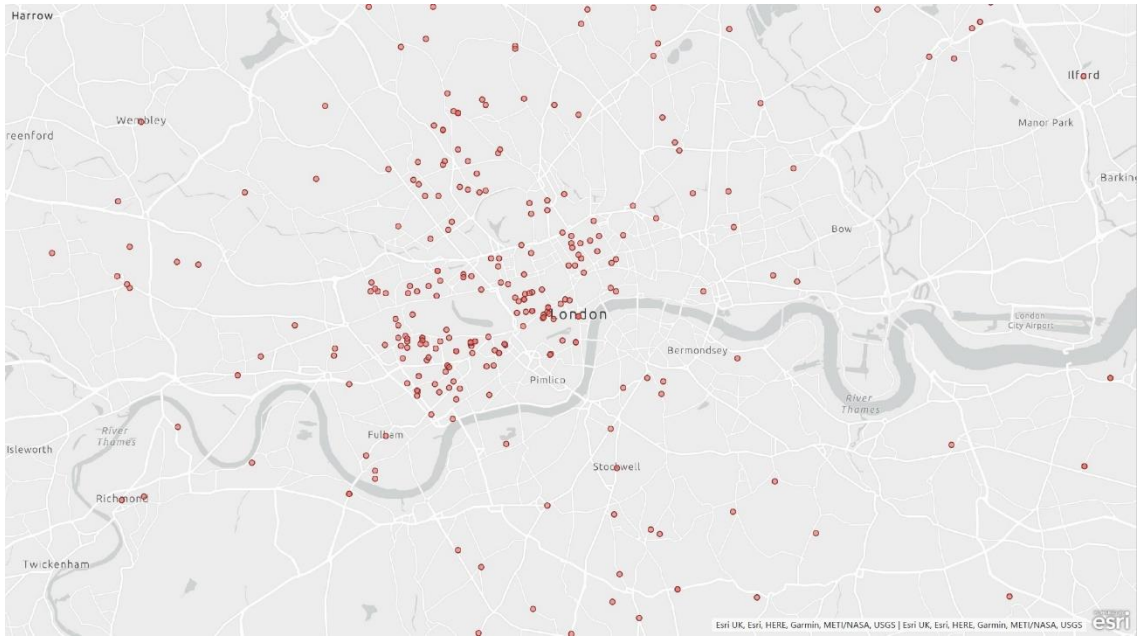 Harrow
Ilford
Wembley
Manor Park
reenford
Barkin
Bow
London
London
City Airport
Bermondsey
Pimlico
River
Thames
River
Thames
Fulham
Isleworth
Stockwell
Richmond
Twickenham
Esri UK, Esri, HERE, Garmin, METI/NASA, USGS | Esri UK, Esri, HERE, Garmin, METI/NASA, USGS
esri